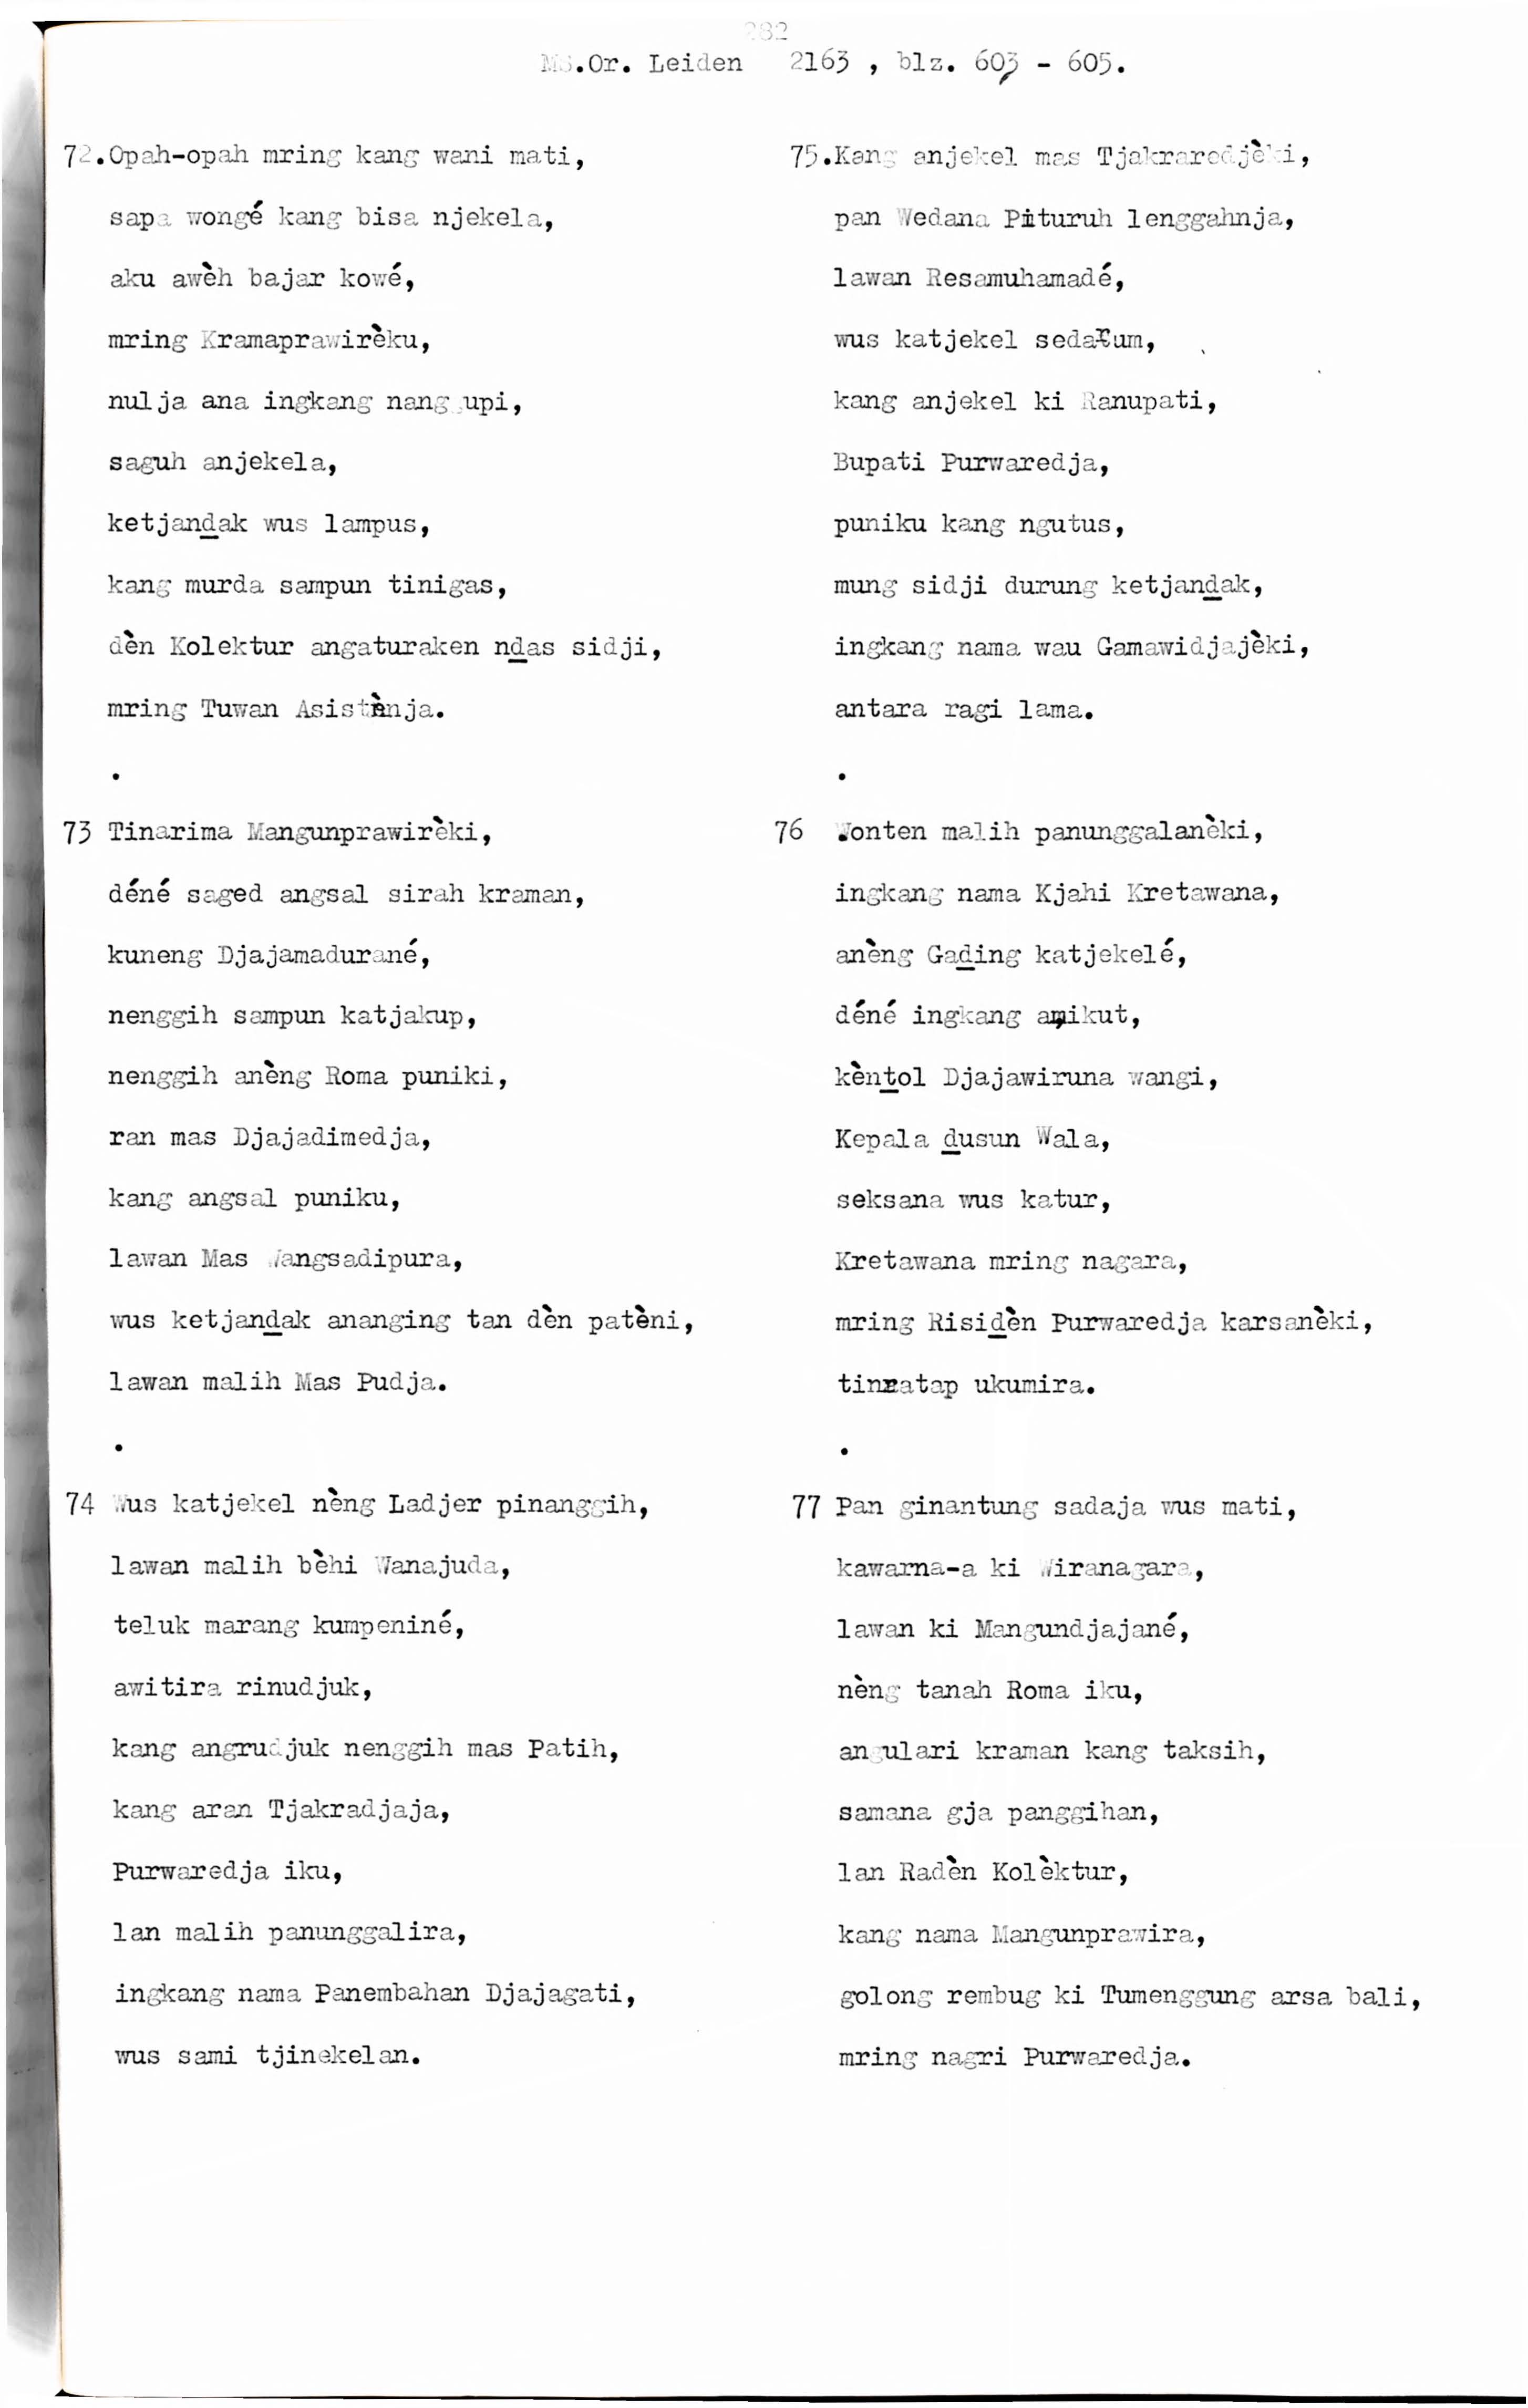 282
MS.Or. Leiden 2163 , blz. 603 - 605.
72.Opah-opah mring kang wani mati,
sapa wongé kang bisa njekela,
aku awèh bajar kowé,
mring Kramaprawirèku,
nulja ana ingkang nanggupi,
saguh anjekela,
ketjanḏak wus lampus,
kang murda sampun tinigas,
dèn Kolektur angaturaken nḏas sidji,
mring Tuwan Asistènja.
.
73 Tinarima Mangunprawirèki,
déné saged angsal sirah kraman,
kuneng Djajamadurané,
nenggih sampun katjakup,
nenggih anèng Roma puniki,
ran mas Djajadimedja,
kang angsal puniku,
lawan Mas Wangsadipura,
wus ketjanḏak ananging tan dèn patèni,
lawan malih Mas Pudja.
.
74 Wus katjekel nèng Ladjer pinanggih,
lawan malih bèhi Wanajuda,
teluk marang kumpeniné,
awitira rinudjuk,
kang angrudjuk nenggih mas Patih,
kang aran Tjakradjaja,
Purwaredja iku,
lan malih panunggalira,
ingkang nama Panembahan Djajagati,
wus sami tjinekelan.
75.Kang anjekel mas Tjakraredjèki,
pan Wedana Pituruh lenggahnja,
lawan Resamuhamadé,
wus katjekel sedarum,
kang anjekel ki Ranupati,
Bupati Purwaredja,
puniku kang ngutus,
mung sidji durung ketjanḏak,
ingkang nama wau Gamawidjajèki,
antara ragi lama.
.
76 Wonten malih panunggalanèki,
ingkang nama Kjahi Kretawana,
anèng Gaḏing katjekelé,
déné ingkang amikut,
kènṯol Djajawiruna wangi,
Kepala ḏusun Wala,
seksana wus katur,
Kretawana mring nagara,
mring Risiḏèn Purwaredja karsanèki,
tinratap ukumira.
.
77 Pan ginantung sadaja wus mati,
kawarna-a ki Wiranagara,
lawan ki Mangundjajané,
nèng tanah Roma iku,
angulari kraman kang taksih,
samana gja panggihan,
lan Radèn Kolèktur,
kang nama Mangunprawira,
golong rembug ki Tumenggung arsa bali,
mring nagri Purwaredja.